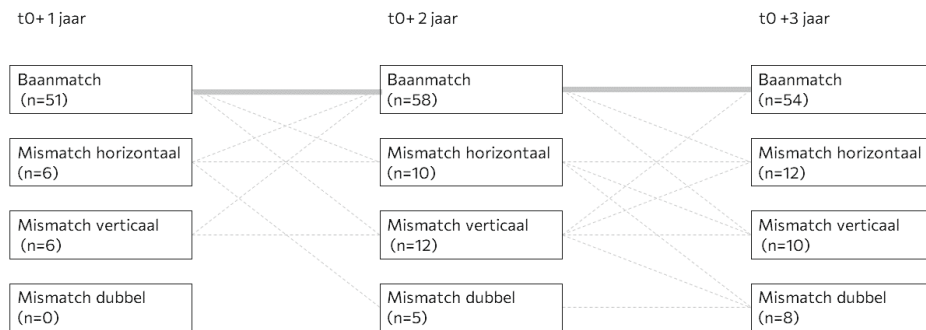 t0+ 1 jaar
t0+ 2 jaar
t0 +3 jaar
Baanmatch
(n=51)
Baanmatch
(n=58)
Baanmatch
(n=54)
Mismatch horizontaal
(n=6)
Mismatch horizontaal
(n=10)
Mismatch horizontaal
(n=12)
Mismatch verticaal
(n=6)
Mismatch verticaal
(n=12)
Mismatch verticaal
(n=10)
Mismatch dubbel
(n=0)
Mismatch dubbel
(n=5)
Mismatch dubbel
(n=8)